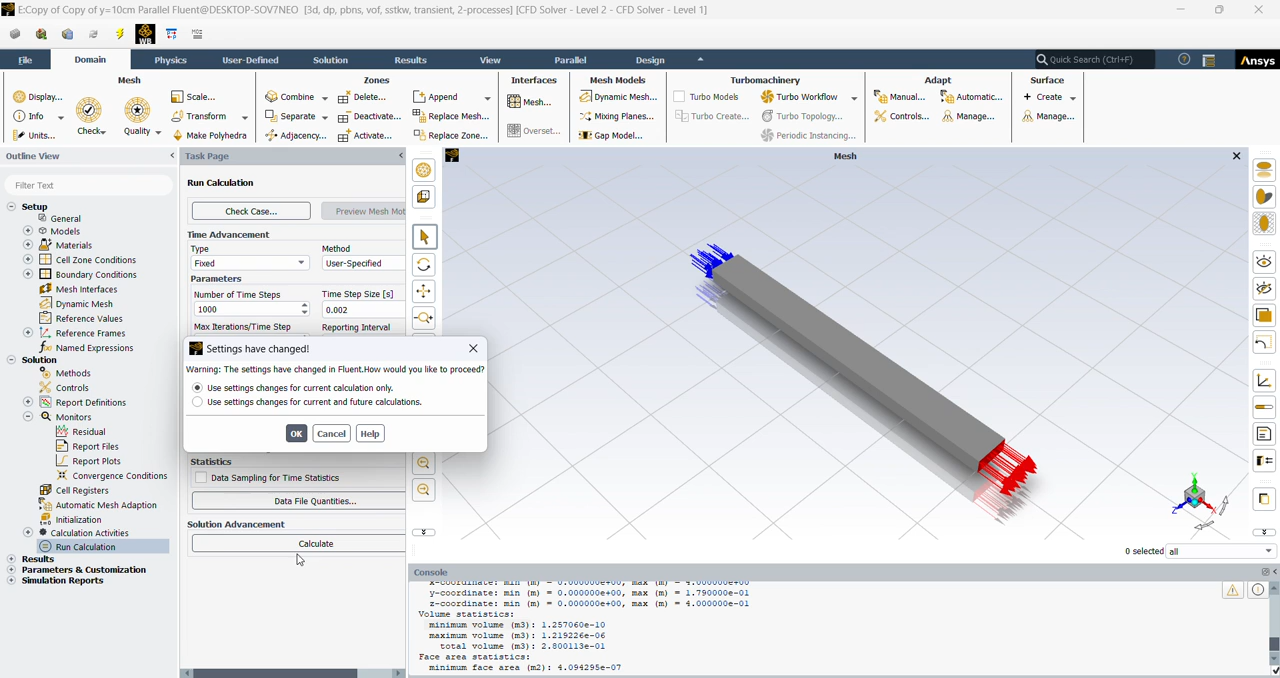 E:Copy of Copy of y=10cm Parallel Fluent@DESKTOP-SOV7NEO [3d, dp, pbns, vof, sstkw, transient, 2-processes] [CFD Solver - Level 2 - CFD Solver - Level 1]
WB
File Domain Physics User-Defined Solution Results View Parallel Design
Quick Search (Ctrl+F)
Ansys
Mesh Zones Interfaces Mesh Models Turbomachinery Adapt Surface
Display... Scale... Combine Delete... Append Mesh... Dynamic Mesh... Turbo Models Turbo Workflow Manual... Automatic... Create
Info Transform Separate Deactivate... Replace Mesh... Mixing Planes... Turbo Create... Turbo Topology... Controls... Manage... Manage...
Units... Check Quality Make Polyhedra Adjacency... Activate... Replace Zone... Overset... Gap Model... Periodic Instancing...
Outline View
Filter Text
Setup
General
Models
Materials
Cell Zone Conditions
Boundary Conditions
Mesh Interfaces
Dynamic Mesh
Reference Values
Reference Frames
Named Expressions
Solution
Methods
Controls
Report Definitions
Monitors
Residual
Report Files
Report Plots
Convergence Conditions
Cell Registers
Automatic Mesh Adaption
Initialization
Calculation Activities
Run Calculation
Results
Parameters & Customization
Simulation Reports
Task Page
Run Calculation
Check Case... Preview Mesh Mot
Time Advancement
Type Method
Fixed User-Specified
Parameters
Number of Time Steps Time Step Size [s]
1000 0.002
Max Iterations/Time Step Reporting Interval
Settings have changed!
Warning: The settings have changed in Fluent.How would you like to proceed?
Use settings changes for current calculation only.
Use settings changes for current and future calculations.
OK Cancel Help
Statistics
Data Sampling for Time Statistics
Data File Quantities...
Solution Advancement
Calculate
Mesh
Y
Z X
0 selected all
Console
x-coordinate: min (m) = 0.000000e+00, max (m) = 4.000000e+00
y-coordinate: min (m) = 0.000000e+00, max (m) = 1.790000e-01
z-coordinate: min (m) = 0.000000e+00, max (m) = 4.000000e-01
Volume statistics:
minimum volume (m3): 1.257060e-10
maximum volume (m3): 1.219226e-06
total volume (m3): 2.800113e-01
Face area statistics:
minimum face area (m2): 4.094295e-07